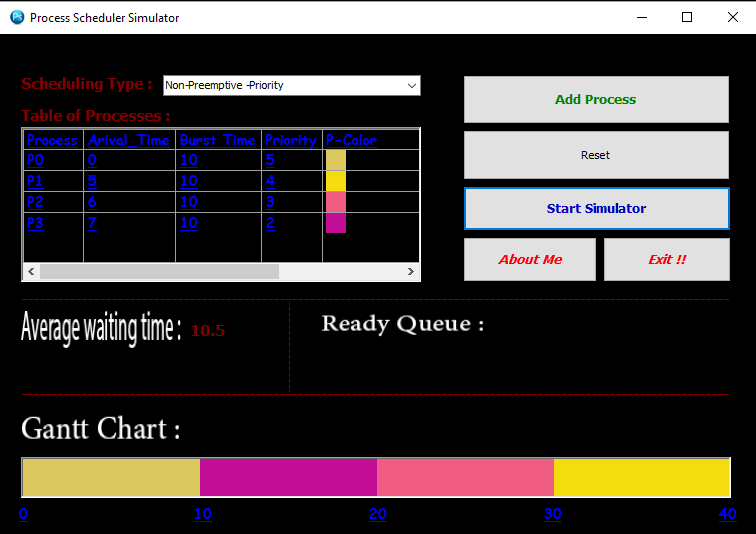 Process Scheduler Simulator
Scheduling Type :
Non-Preemptive -Priority
Table of Processes :
Process Arival_Time Burst Time Priority P-Color
P0 0 10 5
P1 5 10 4
P2 6 10 3
P3 7 10 2
Add Process
Reset
Start Simulator
About Me
Exit !!
Average waiting time : 10.5
Ready Queue :
Gantt Chart :
0 10 20 30 40